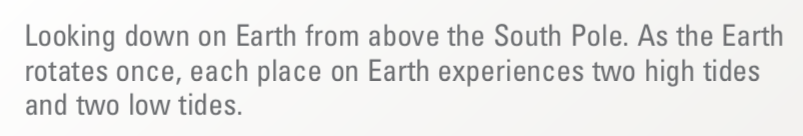 Looking down on Earth from above the South Pole. As the Earth
rotates once, each place on Earth experiences two high tides
and two low tides.